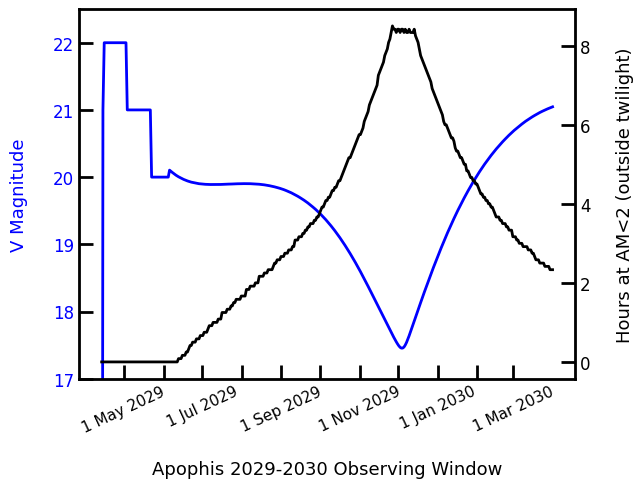 V Magnitude
22
21
20
19
18
17
8
6
4
2
0
Hours at AM<2 (outside twilight)
1 May 2029
1 Jul 2029
1 Sep 2029
1 Nov 2029
1 Jan 2030
1 Mar 2030
Apophis 2029-2030 Observing Window